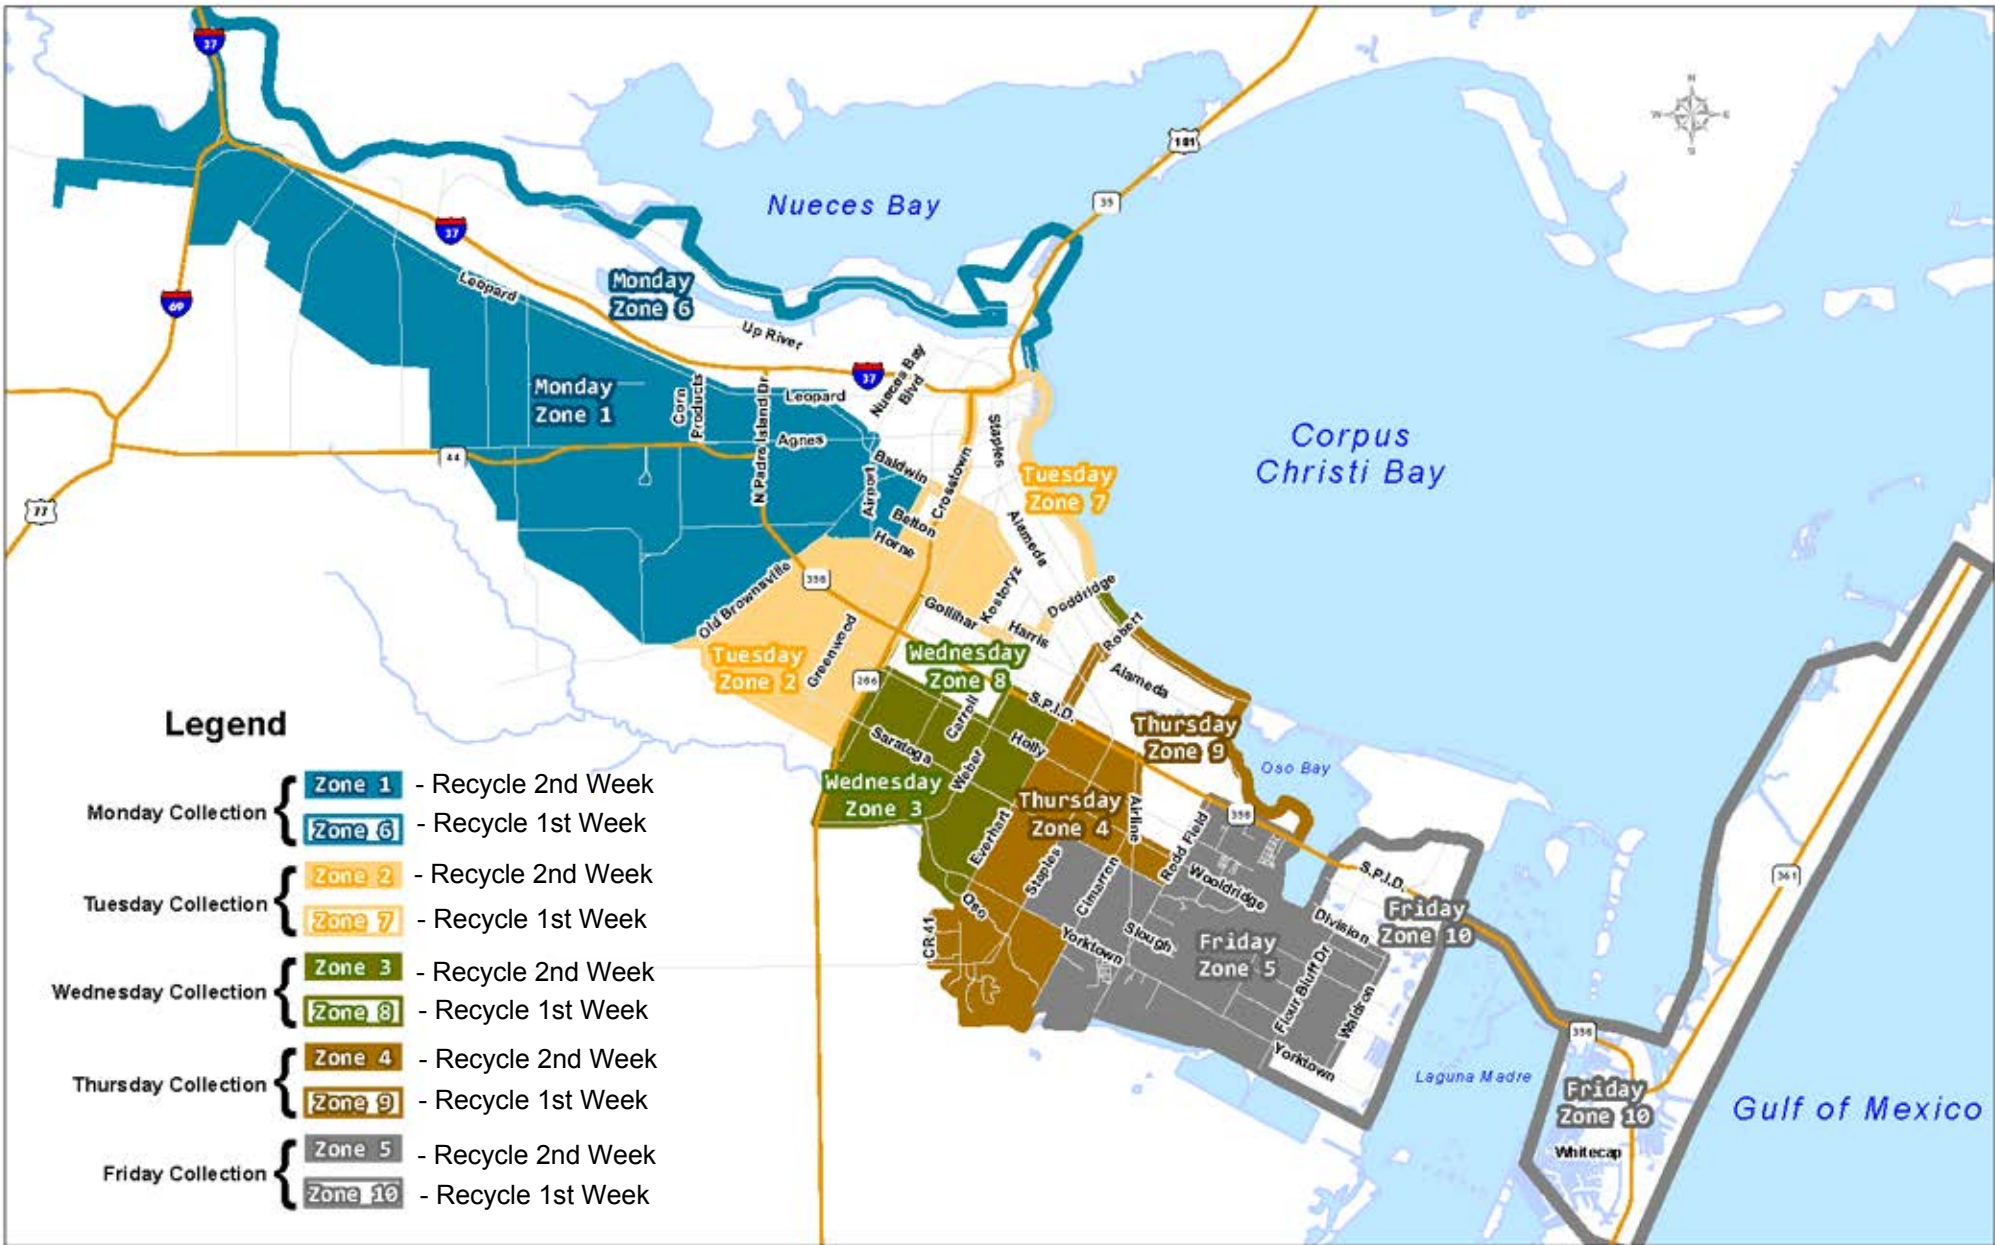 37
N
W
E
S
181
Nueces Bay
35
37
Monday
Zone 6
Leopard
69
Up River
37
Nueces Bay
Blvd
Monday
Zone 1
Corn
Products
N Padre Island Dr
Leopard
Agnes
Staples
Corpus
Christi Bay
44
Baldwin
Airport
Crosstown
Tuesday
Zone 7
77
Belton
Horne
Alameda
358
Old Brownsville
Kostoryz
Doddridge
Gollihar
Harris
Robert
Greenwood
Tuesday
Zone 2
286
Wednesday
Zone 8
Alameda
S.P.I.D.
Carroll
Saratoga
Holly
Weber
Thursday
Zone 9
Oso Bay
Wednesday
Zone 3
Thursday
Zone 4
Airline
358
Everhart
Rodd Field
Staples
Cimarron
Wooldridge
S.P.I.D.
361
Oso
CR 41
Yorktown
Slough
Friday
Zone 5
Division
Friday
Zone 10
Flour Bluff Dr
Waldron
Yorktown
358
Laguna Madre
Friday
Zone 10
Whitecap
Gulf of Mexico
Legend
Monday Collection
Zone 1 - Recycle 2nd Week
Zone 6 - Recycle 1st Week
Tuesday Collection
Zone 2 - Recycle 2nd Week
Zone 7 - Recycle 1st Week
Wednesday Collection
Zone 3 - Recycle 2nd Week
Zone 8 - Recycle 1st Week
Thursday Collection
Zone 4 - Recycle 2nd Week
Zone 9 - Recycle 1st Week
Friday Collection
Zone 5 - Recycle 2nd Week
Zone 10 - Recycle 1st Week